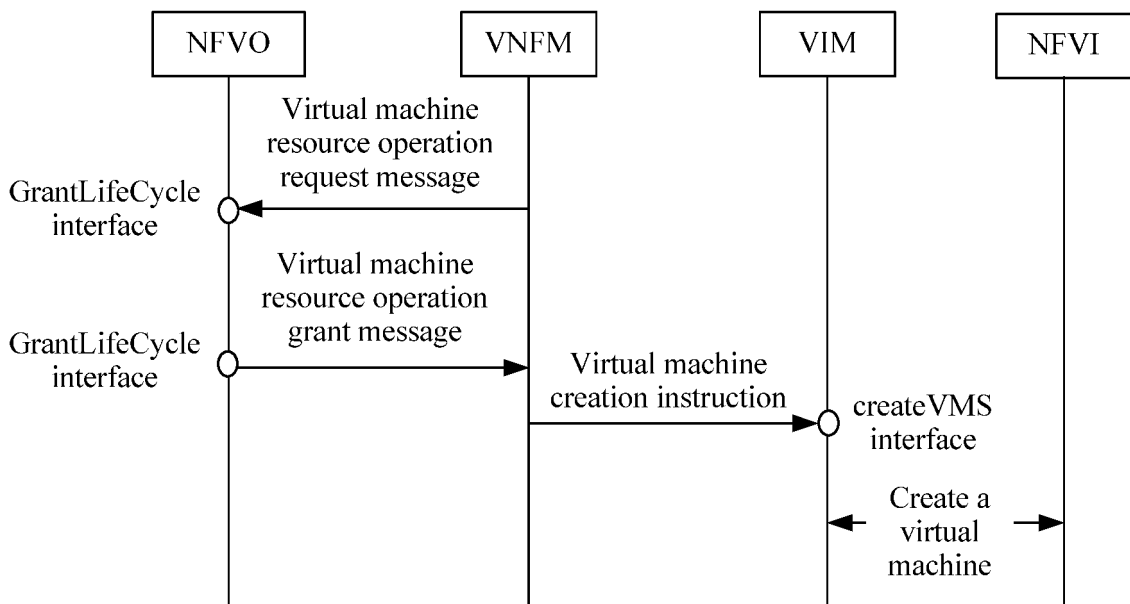 NFVO
VNFM
VIM
NFVI
Virtual machine
resource operation
request message
GrantLifeCycle
interface
Virtual machine
resource operation
grant message
GrantLifeCycle
interface
Virtual machine
creation instruction
createVMS
interface
Create a
virtual
machine